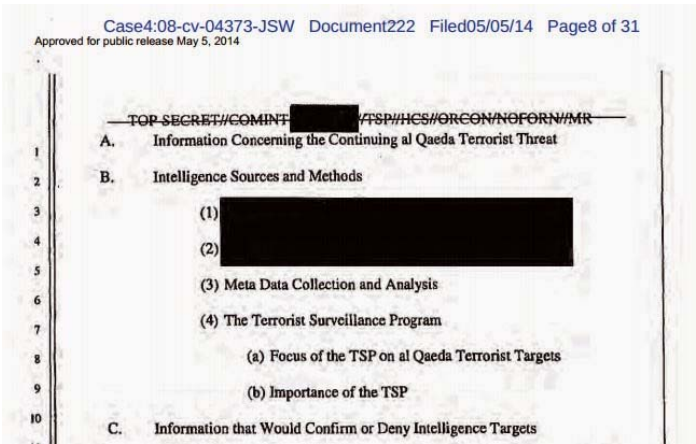 Case4:08-cv-04373-JSW Document222 Filed05/05/14 Page8 of 31
Approved for public release May 5, 2014
TOP SECRET//COMINT /TSP//HCS//ORCON/NOFORN//MR
A. Information Concerning the Continuing al Qaeda Terrorist Threat
1
B. Intelligence Sources and Methods
2
3 (1)
4 (2)
5
(3) Meta Data Collection and Analysis
6
(4) The Terrorist Surveillance Program
7
8 (a) Focus of the TSP on al Qaeda Terrorist Targets
9 (b) Importance of the TSP
10
C. Information that Would Confirm or Deny Intelligence Targets